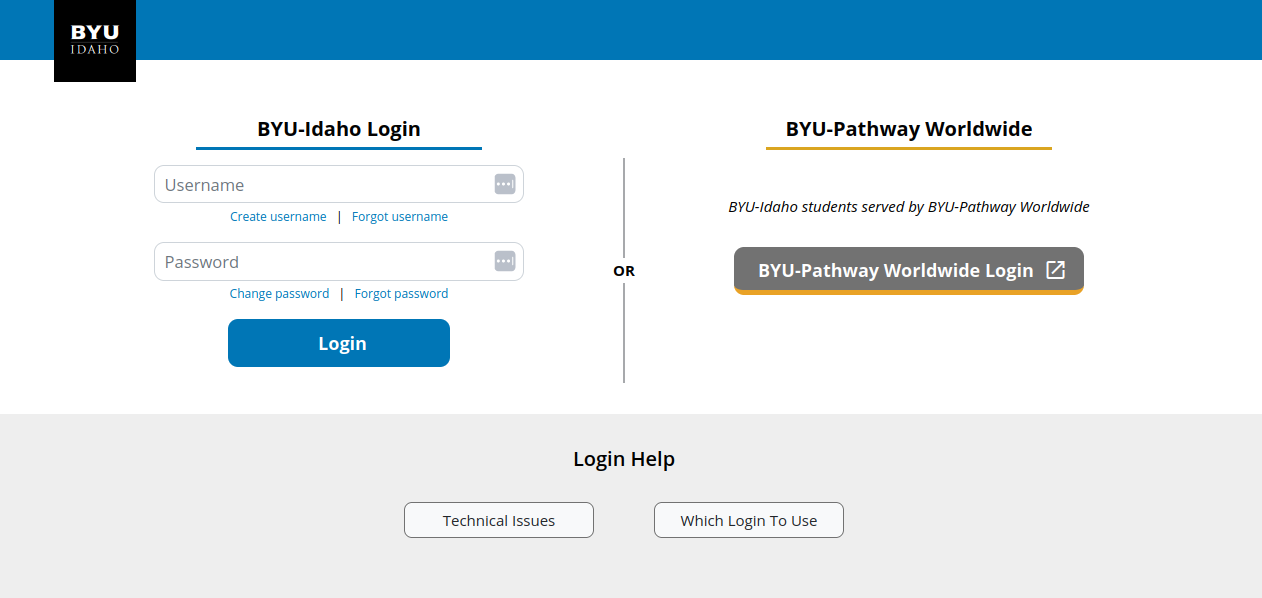 BYU
IDAHO
BYU-Idaho Login
Username
Create username | Forgot username
Password
Change password | Forgot password
Login
OR
BYU-Pathway Worldwide
BYU-Idaho students served by BYU-Pathway Worldwide
BYU-Pathway Worldwide Login
Login Help
Technical Issues
Which Login To Use